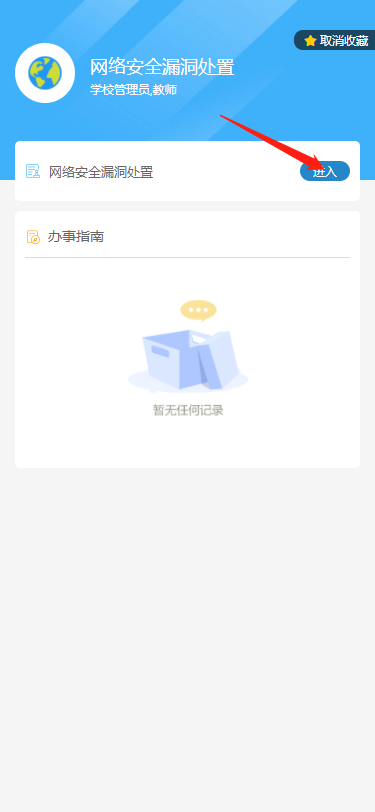 取消收藏
网络安全漏洞处置
学校管理员,教师
网络安全漏洞处置
进入
办事指南
暂无任何记录